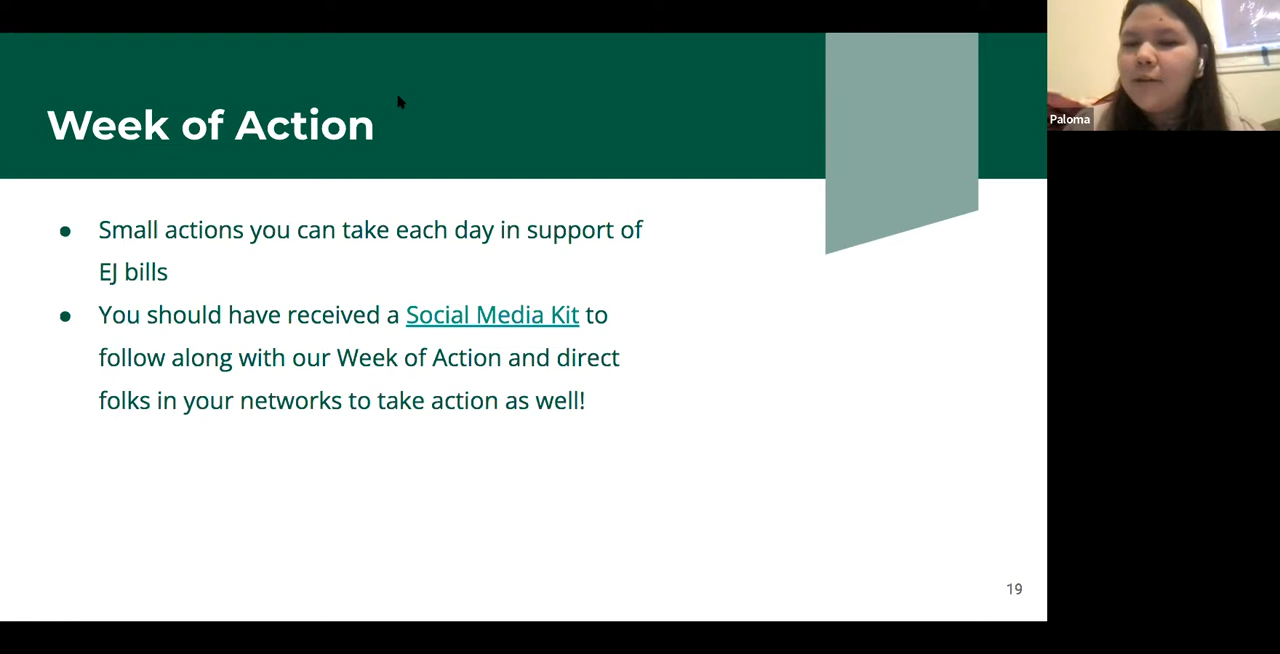 Week of Action
Paloma
● Small actions you can take each day in support of
EJ bills
● You should have received a Social Media Kit to
follow along with our Week of Action and direct
folks in your networks to take action as well!
19